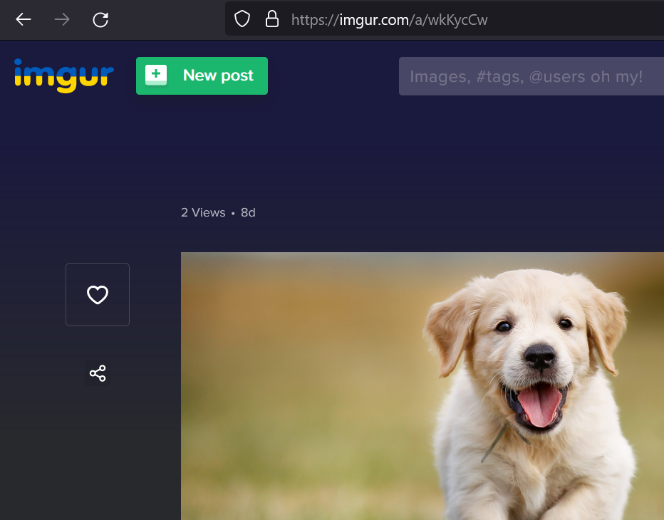 https://imgur.com/a/wkKycCw
imgur
New post
Images, #tags, @users oh my!
2 Views • 8d